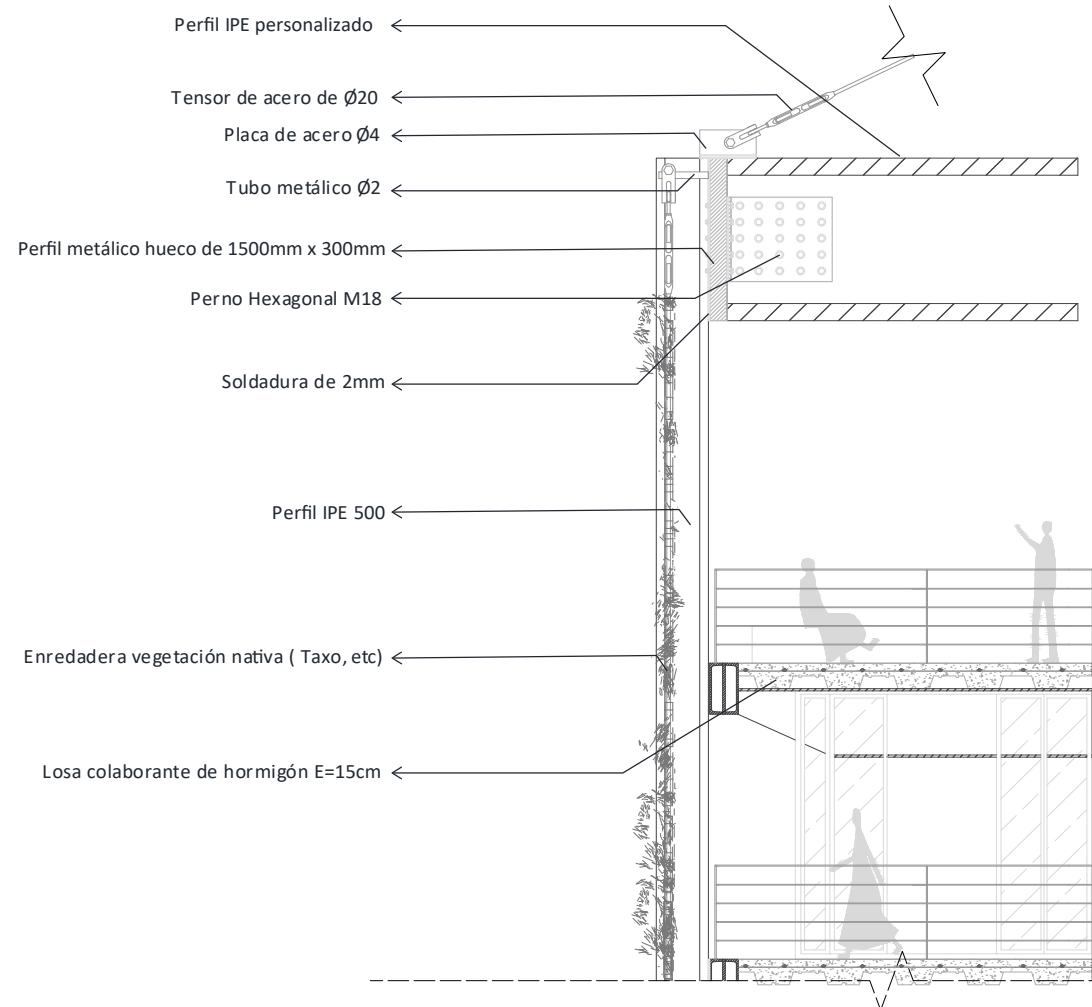 Perfil IPE personalizado
Tensor de acero de Ø20
Placa de acero Ø4
Tubo metálico Ø2
Perfil metálico hueco de 1500mm x 300mm
Perno Hexagonal M18
Soldadura de 2mm
Perfil IPE 500
Enredadera vegetación nativa ( Taxo, etc)
Losa colaborante de hormigón E=15cm